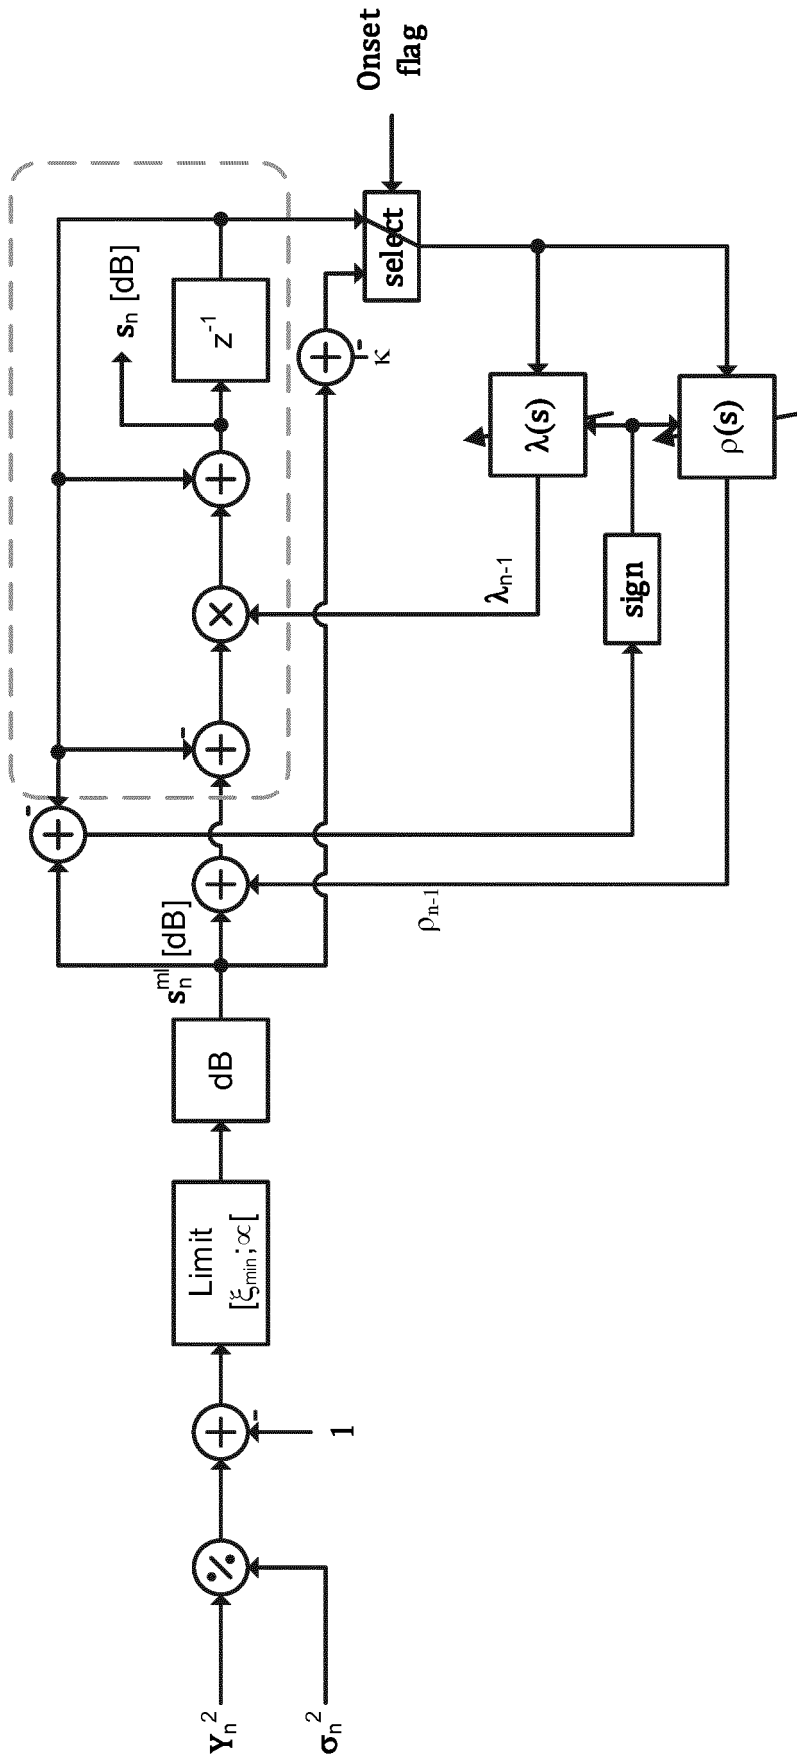 Y_n^2
σ_n^2
%
+
-
1
Limit
[ξ_min ; ∝ [
dB
s_n^ml [dB]
+
-
+
ρ_n-1
+
-
×
λ_n-1
+
s_n [dB]
z^-1
+
-
κ
select
Onset
flag
sign
λ(s)
ρ(s)